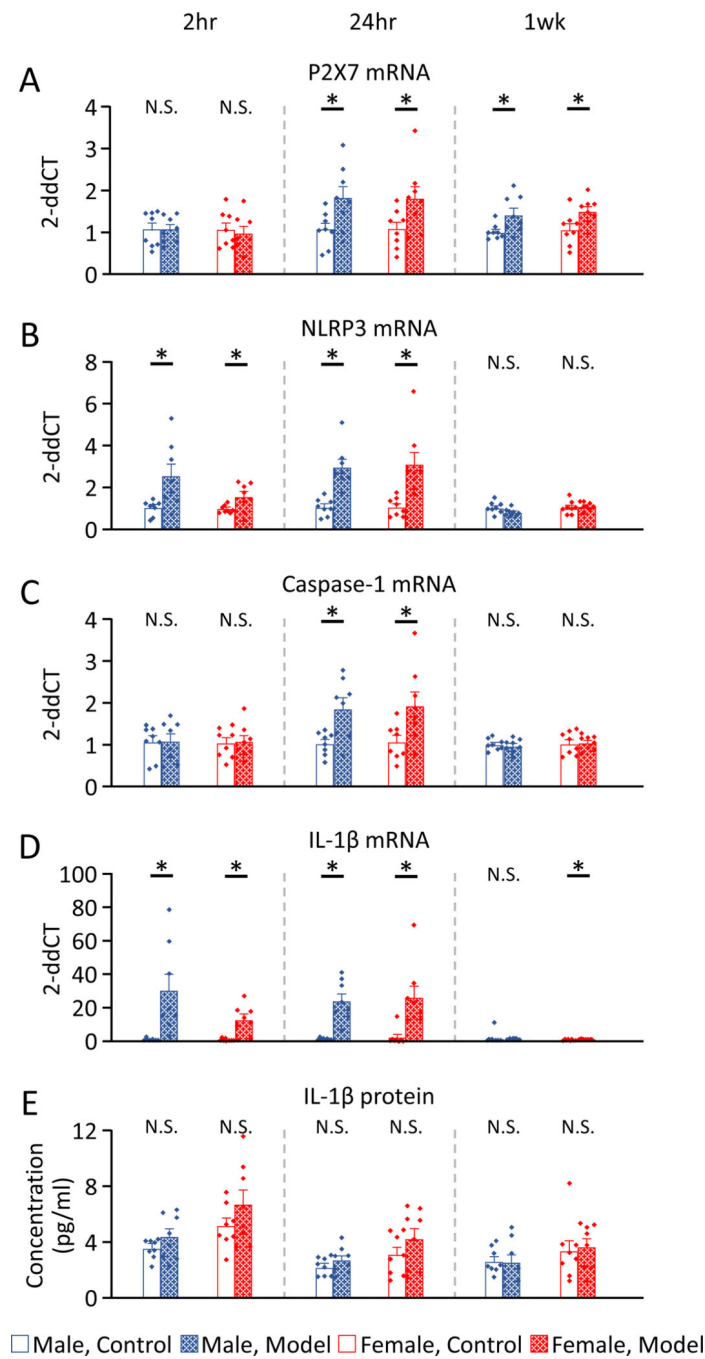 2hr 24hr 1wk
A P2X7 mRNA
N.S. N.S. * * * *
2-ddCT
4
3
2
1
0
B NLRP3 mRNA
* * * * N.S. N.S.
2-ddCT
8
6
4
2
0
C Caspase-1 mRNA
N.S. N.S. * * N.S. N.S.
2-ddCT
4
3
2
1
0
D IL-1β mRNA
* * * * N.S. *
2-ddCT
100
80
60
40
20
0
E IL-1β protein
N.S. N.S. N.S. N.S. N.S. N.S.
Concentration
(pg/ml)
12
8
4
0
Male, Control Male, Model Female, Control Female, Model